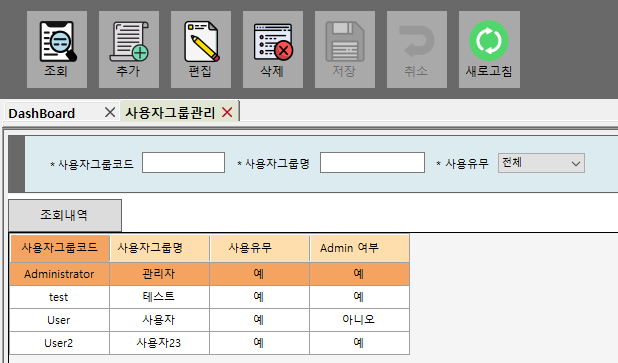 조회 추가 편집 삭제 저장 취소 새로고침
DashBoard 사용자그룹관리
* 사용자그룹코드 * 사용자그룹명 * 사용유무 전체
조회내역
사용자그룹코드 사용자그룹명 사용유무 Admin 여부
Administrator 관리자 예 예
test 테스트 예 예
User 사용자 예 아니오
User2 사용자23 예 예